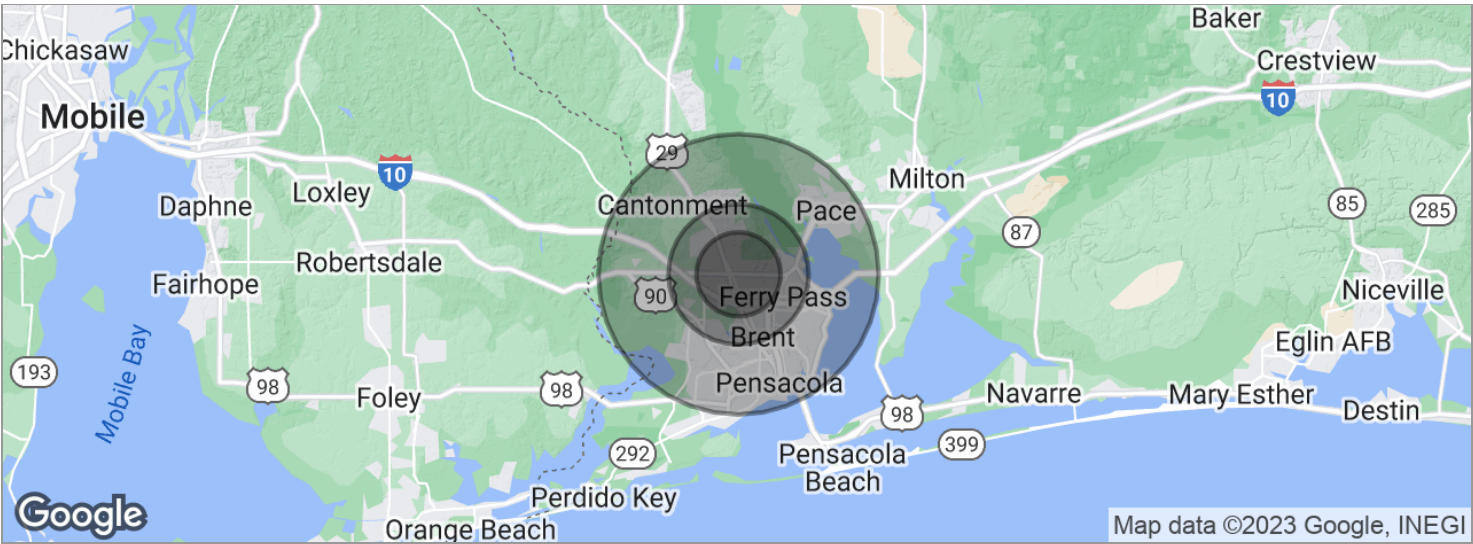 Baker
Chickasaw
Crestview
10
Mobile
29
10
Milton
Loxley
Daphne
Cantonment
Pace
85
285
87
Robertsdale
Fairhope
90
Ferry Pass
Niceville
Brent
Eglin AFB
Mobile Bay
193
98
98
Pensacola
Foley
98
Navarre
Mary Esther
Destin
292
399
Pensacola
Beach
Perdido Key
Google
Orange Beach
Map data ©2023 Google, INEGI